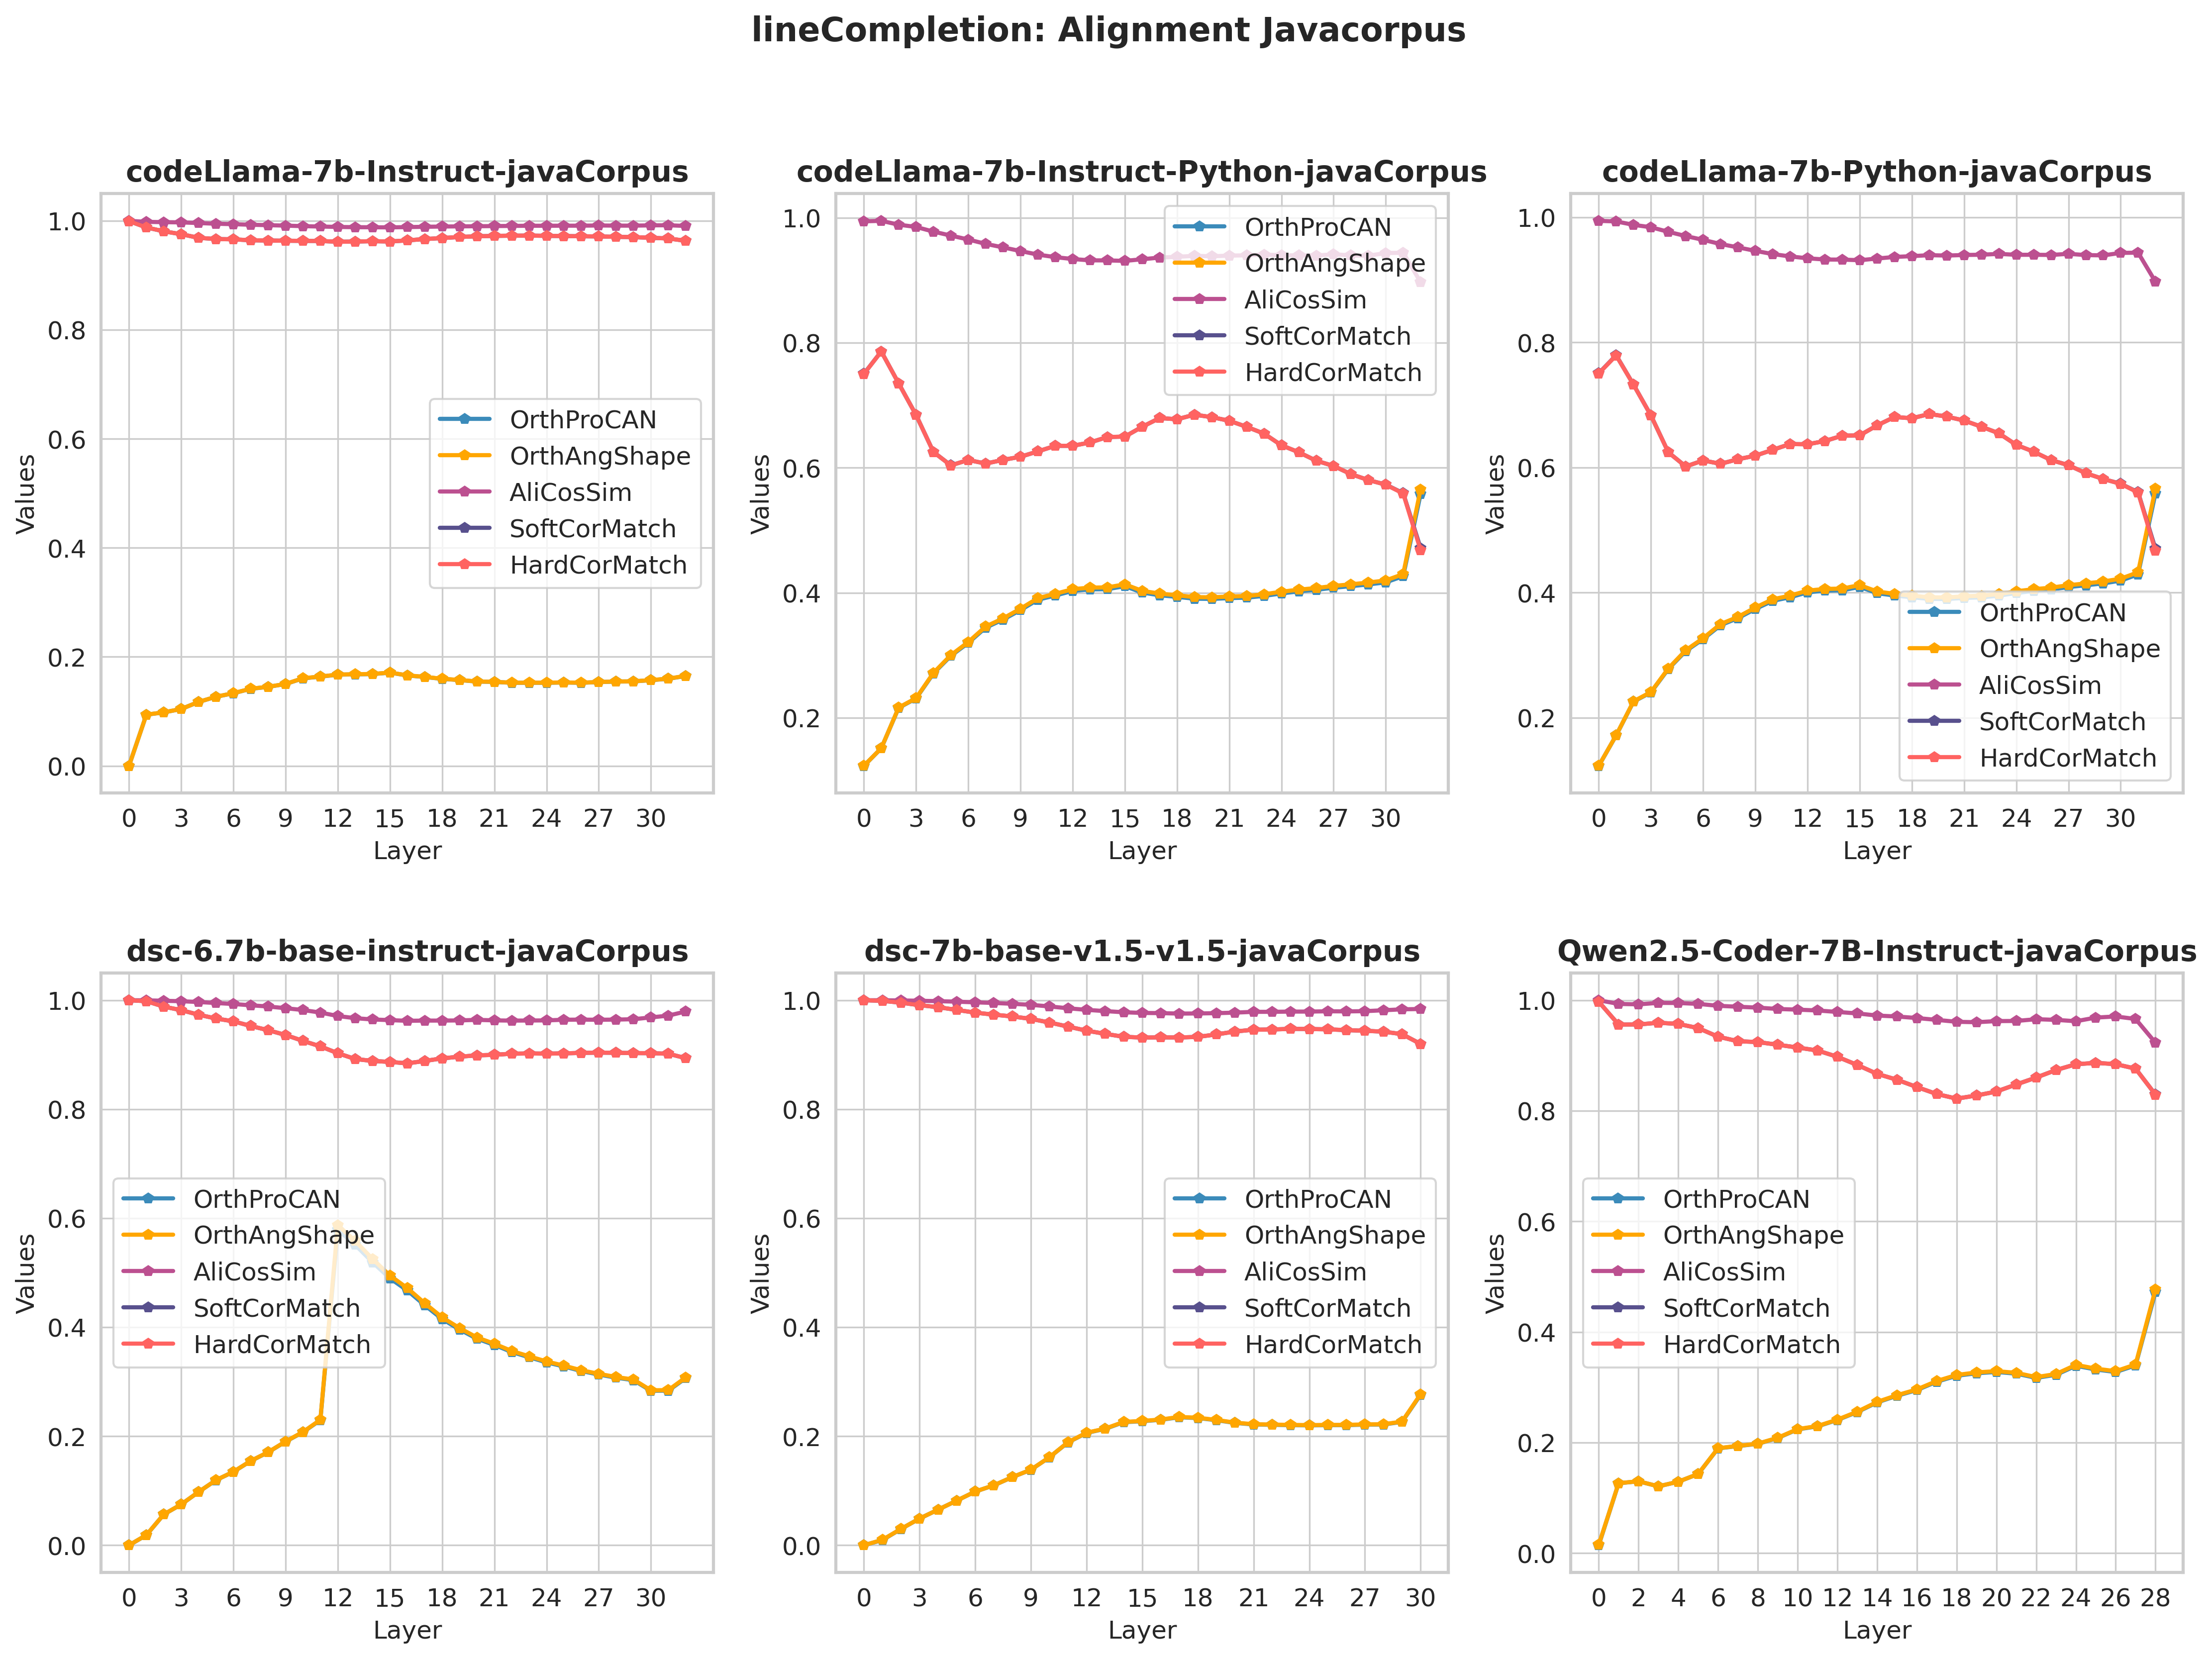 lineCompletion: Alignment Javacorpus
codeLlama-7b-Instruct-javaCorpus
1.0
0.8
0.6
0.4
0.2
0.0
Values
OrthProCAN
OrthAngShape
AliCosSim
SoftCorMatch
HardCorMatch
0 3 6 9 12 15 18 21 24 27 30
Layer
codeLlama-7b-Instruct-Python-javaCorpus
1.0
0.8
0.6
0.4
0.2
Values
OrthProCAN
OrthAngShape
AliCosSim
SoftCorMatch
HardCorMatch
0 3 6 9 12 15 18 21 24 27 30
Layer
codeLlama-7b-Python-javaCorpus
1.0
0.8
0.6
0.4
0.2
Values
OrthProCAN
OrthAngShape
AliCosSim
SoftCorMatch
HardCorMatch
0 3 6 9 12 15 18 21 24 27 30
Layer
dsc-6.7b-base-instruct-javaCorpus
1.0
0.8
0.6
0.4
0.2
0.0
Values
OrthProCAN
OrthAngShape
AliCosSim
SoftCorMatch
HardCorMatch
0 3 6 9 12 15 18 21 24 27 30
Layer
dsc-7b-base-v1.5-v1.5-javaCorpus
1.0
0.8
0.6
0.4
0.2
0.0
Values
OrthProCAN
OrthAngShape
AliCosSim
SoftCorMatch
HardCorMatch
0 3 6 9 12 15 18 21 24 27 30
Layer
Qwen2.5-Coder-7B-Instruct-javaCorpus
1.0
0.8
0.6
0.4
0.2
0.0
Values
OrthProCAN
OrthAngShape
AliCosSim
SoftCorMatch
HardCorMatch
0 2 4 6 8 10 12 14 16 18 20 22 24 26 28
Layer